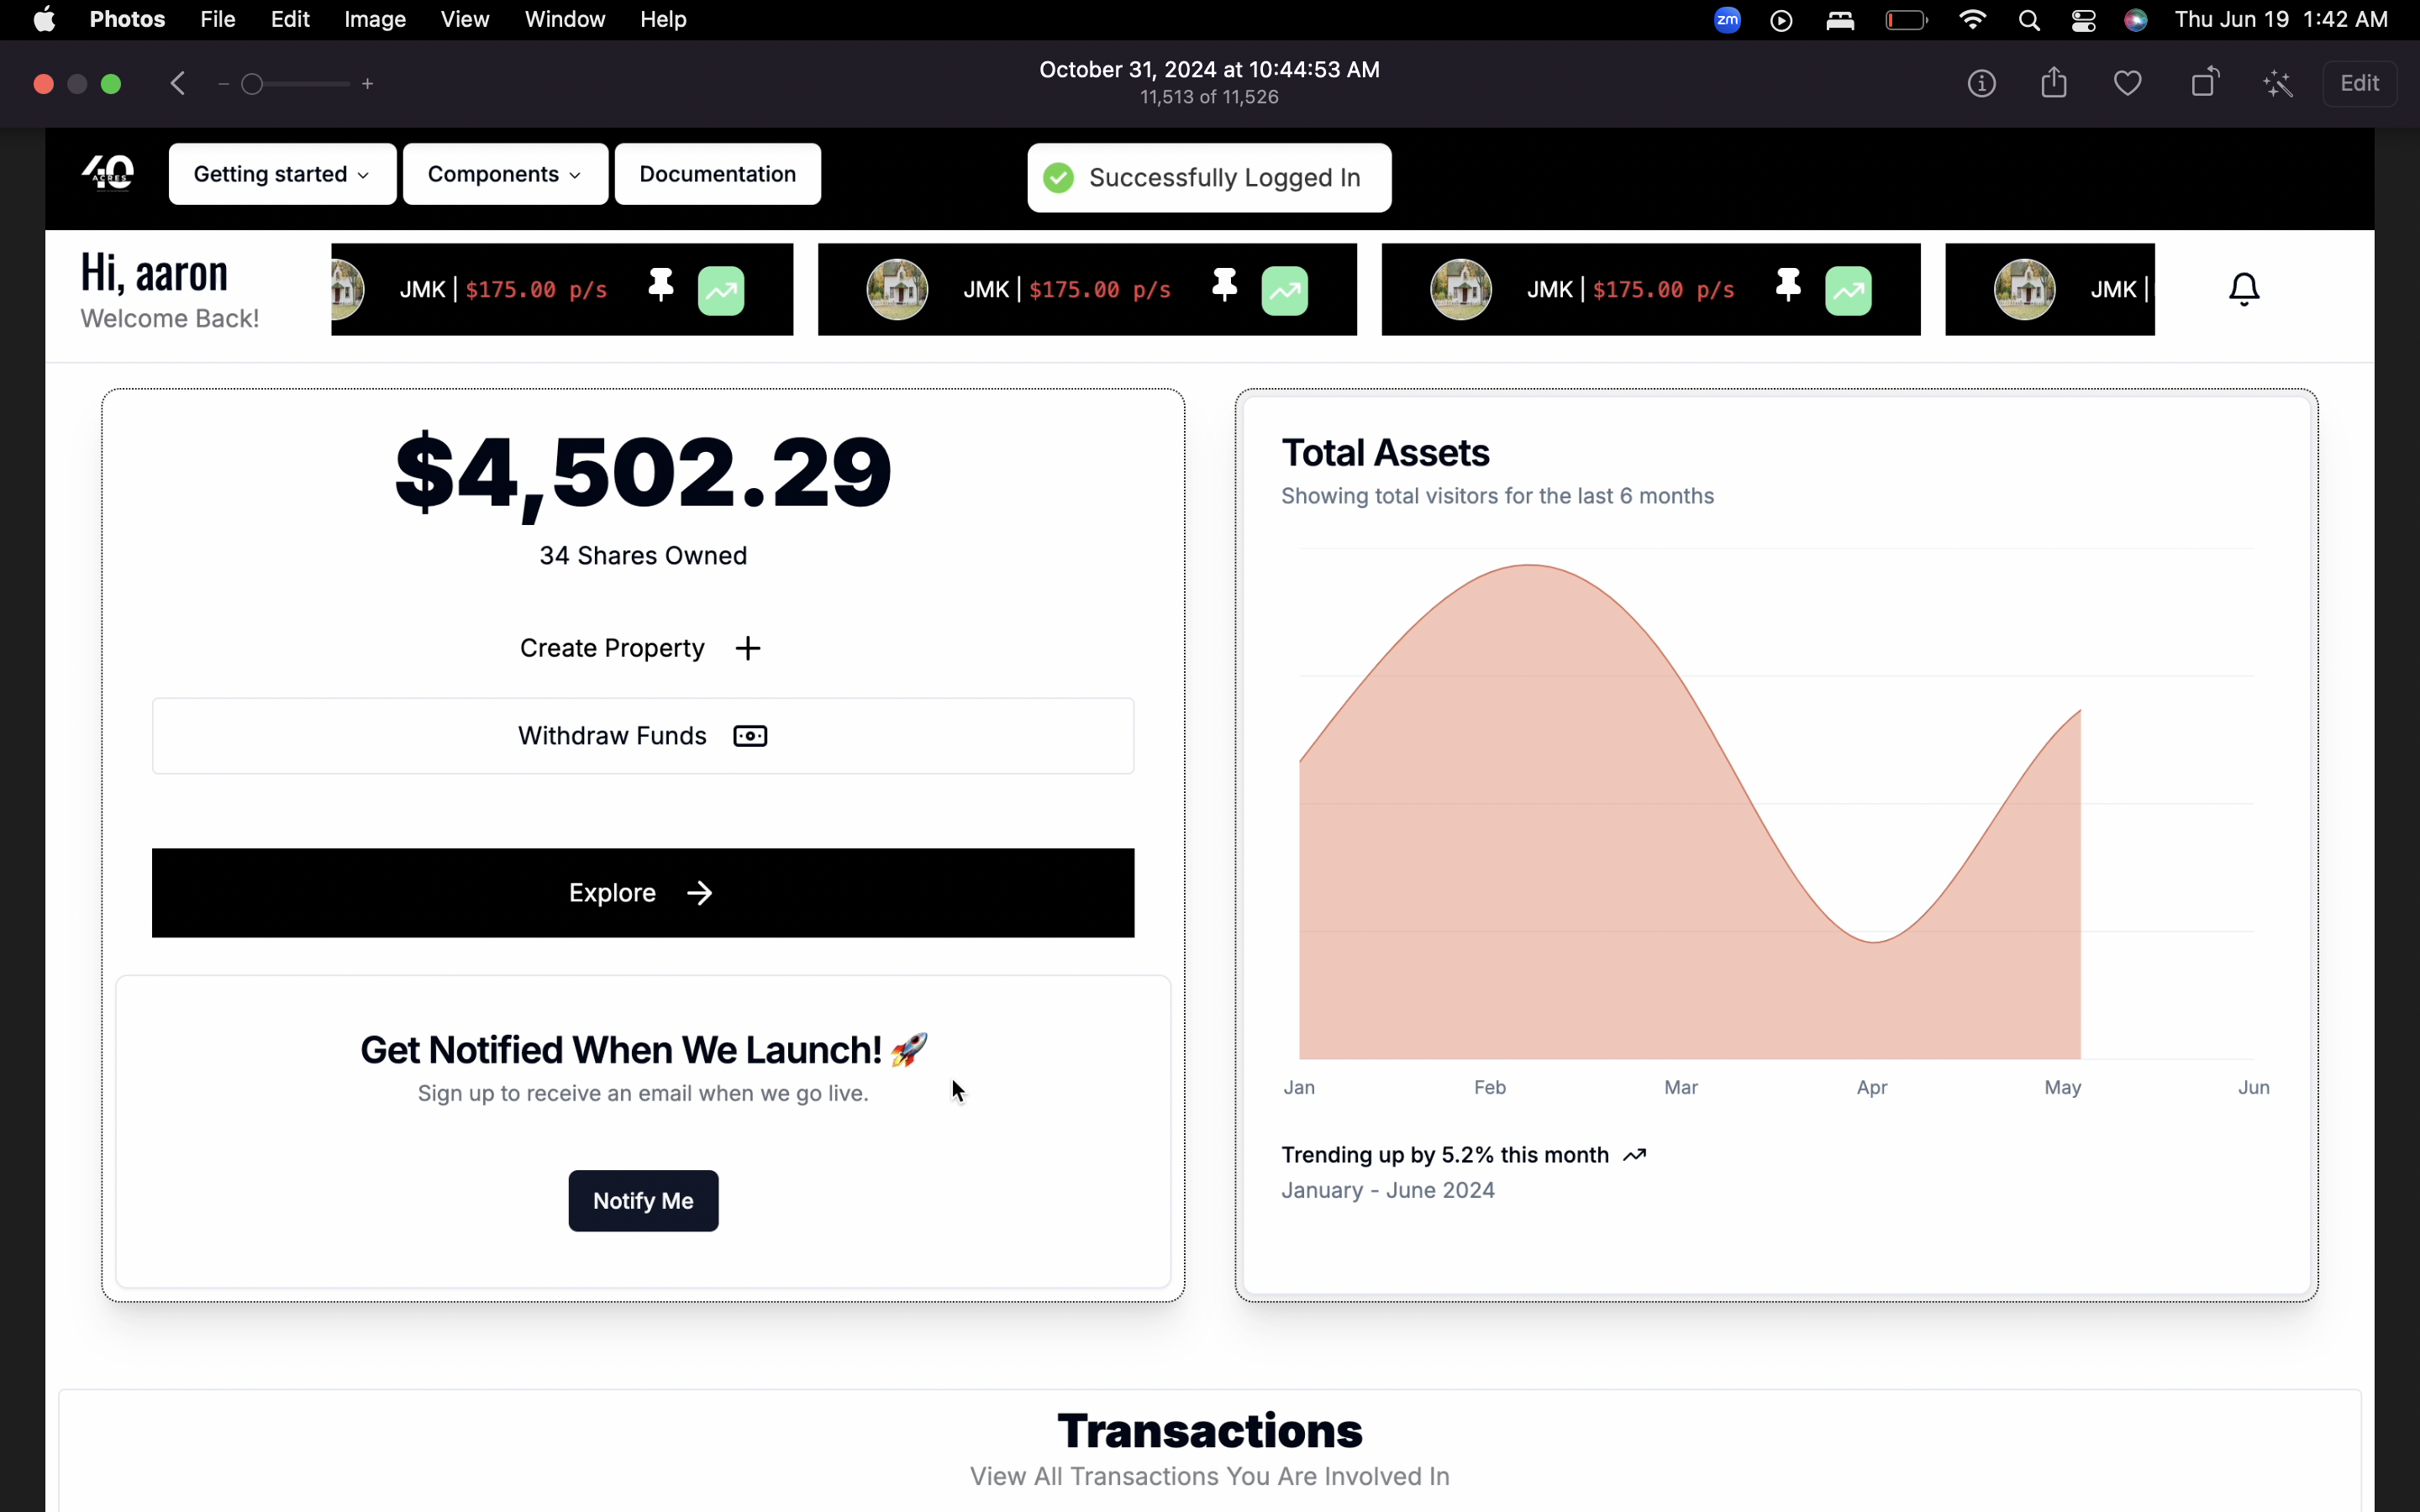 Photos File Edit Image View Window Help
zm
Thu Jun 19 1:42 AM
October 31, 2024 at 10:44:53 AM
11,513 of 11,526
Edit
40
ACRES
Getting started
Components
Documentation
Successfully Logged In
Hi, aaron
Welcome Back!
JMK | $175.00 p/s
JMK | $175.00 p/s
JMK | $175.00 p/s
JMK |
$4,502.29
34 Shares Owned
Create Property +
Withdraw Funds
Explore →
Get Notified When We Launch! 🚀
Sign up to receive an email when we go live.
Notify Me
Total Assets
Showing total visitors for the last 6 months
Jan Feb Mar Apr May Jun
Trending up by 5.2% this month
January - June 2024
Transactions
View All Transactions You Are Involved In